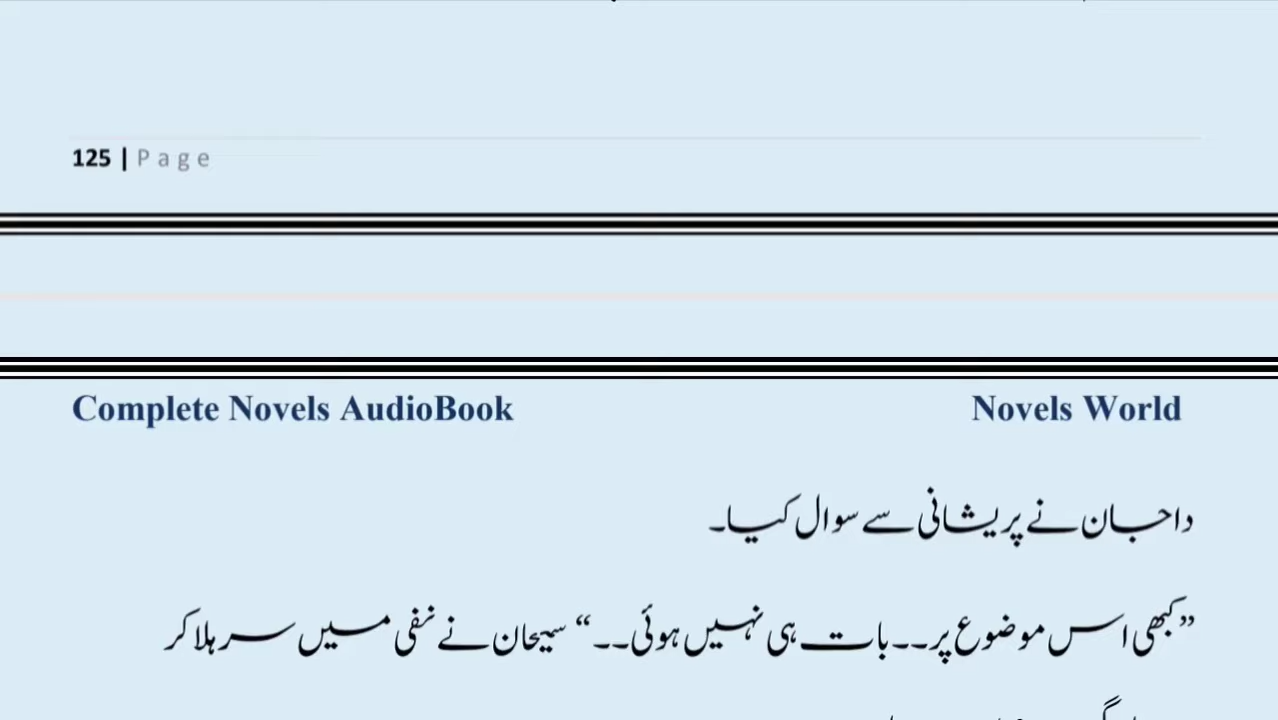 125 | Page
Complete Novels AudioBook Novels World
داجان نے پریشانی سے سوال کیا۔
”کبھی اس موضوع پر۔۔بات ہی نہیں ہوئی۔۔“ سبحان نے نفی میں سر ہلا کر